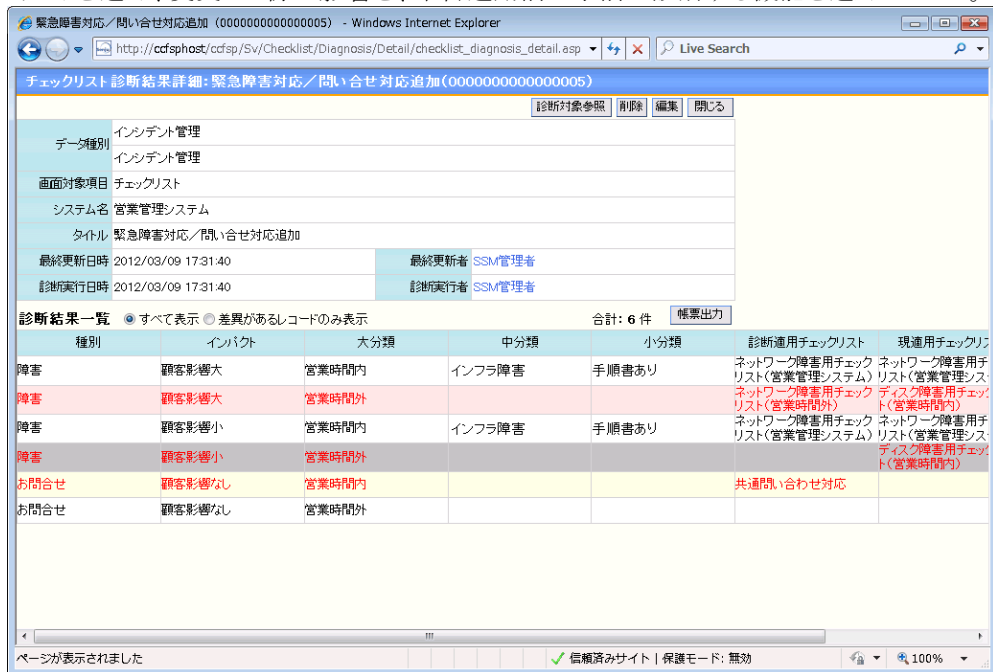 緊急障害対応／問い合せ対応追加 (0000000000000005) - Windows Internet Explorer
http://ccfsphost/ccfsp/Sv/Checklist/Diagnosis/Detail/checklist_diagnosis_detail.asp
Live Search
チェックリスト診断結果詳細：緊急障害対応／問い合せ対応追加(0000000000000005)
診断対象参照 削除 編集 閉じる
データ種別 インシデント管理
インシデント管理
画面対象項目 チェックリスト
システム名 営業管理システム
タイトル 緊急障害対応／問い合せ対応追加
最終更新日時 2012/03/09 17:31:40 最終更新者 SSM管理者
診断実行日時 2012/03/09 17:31:40 診断実行者 SSM管理者
診断結果一覧 すべて表示 差異があるレコードのみ表示 合計: 6 件 帳票出力
種別 インパクト 大分類 中分類 小分類 診断適用チェックリスト 現適用チェックリ
障害 顧客影響大 営業時間内 インフラ障害 手順書あり ネットワーク障害用チェックリスト(営業管理システム) ネットワーク障害用チ リスト(営業管理シス
障害 顧客影響大 営業時間外 ネットワーク障害用チェックリスト(営業時間外) ディスク障害用チェッ ト(営業時間内)
障害 顧客影響小 営業時間内 インフラ障害 手順書あり ネットワーク障害用チェックリスト(営業管理システム) ネットワーク障害用チ リスト(営業管理シス
障害 顧客影響小 営業時間外 ディスク障害用チェッ ト(営業時間内)
お問合せ 顧客影響なし 営業時間内 共通問い合わせ対応
お問合せ 顧客影響なし 営業時間外
ページが表示されました 信頼済みサイト | 保護モード: 無効 100%